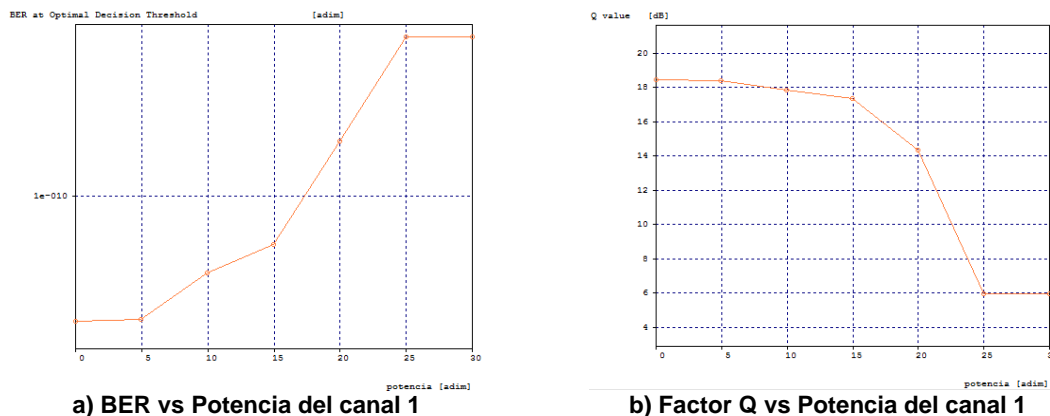 BER at Optimal Decision Threshold [adim]
1e-010
0 5 10 15 20 25 30
potencia [adim]
a) BER vs Potencia del canal 1
Q value [dB]
20
18
16
14
12
10
8
6
4
0 5 10 15 20 25 3
potencia [adim]
b) Factor Q vs Potencia del canal 1